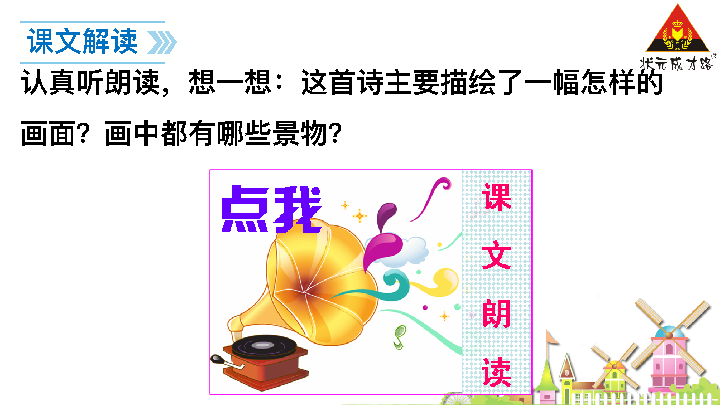 课文解读
状元成才路
认真听朗读，想一想：这首诗主要描绘了一幅怎样的
画面？画中都有哪些景物？
点我
课
文
朗
读